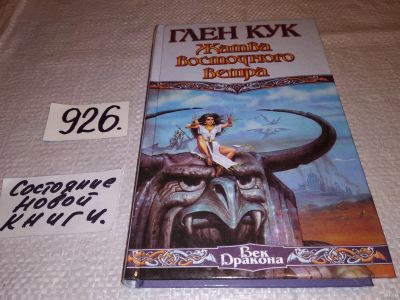 ГЛЕН КУК
Жатва
Восточного
Ветра
926.
Состояние
новой
книги.
Век
Дракона